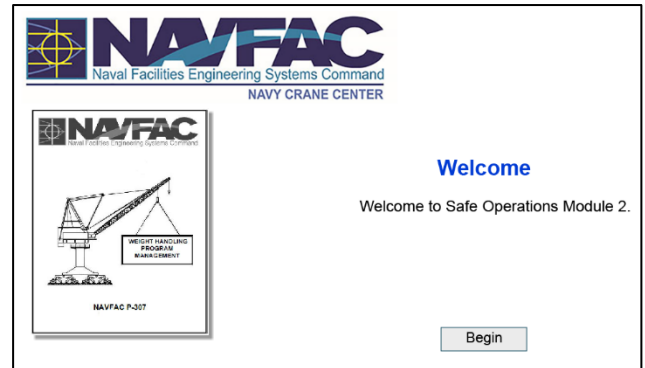 NAVFAC
Naval Facilities Engineering Systems Command
NAVY CRANE CENTER
NAVFAC
Naval Facilities Engineering Systems Command
WEIGHT HANDLING
PROGRAM
MANAGEMENT
NAVFAC P-307
Welcome
Welcome to Safe Operations Module 2.
Begin